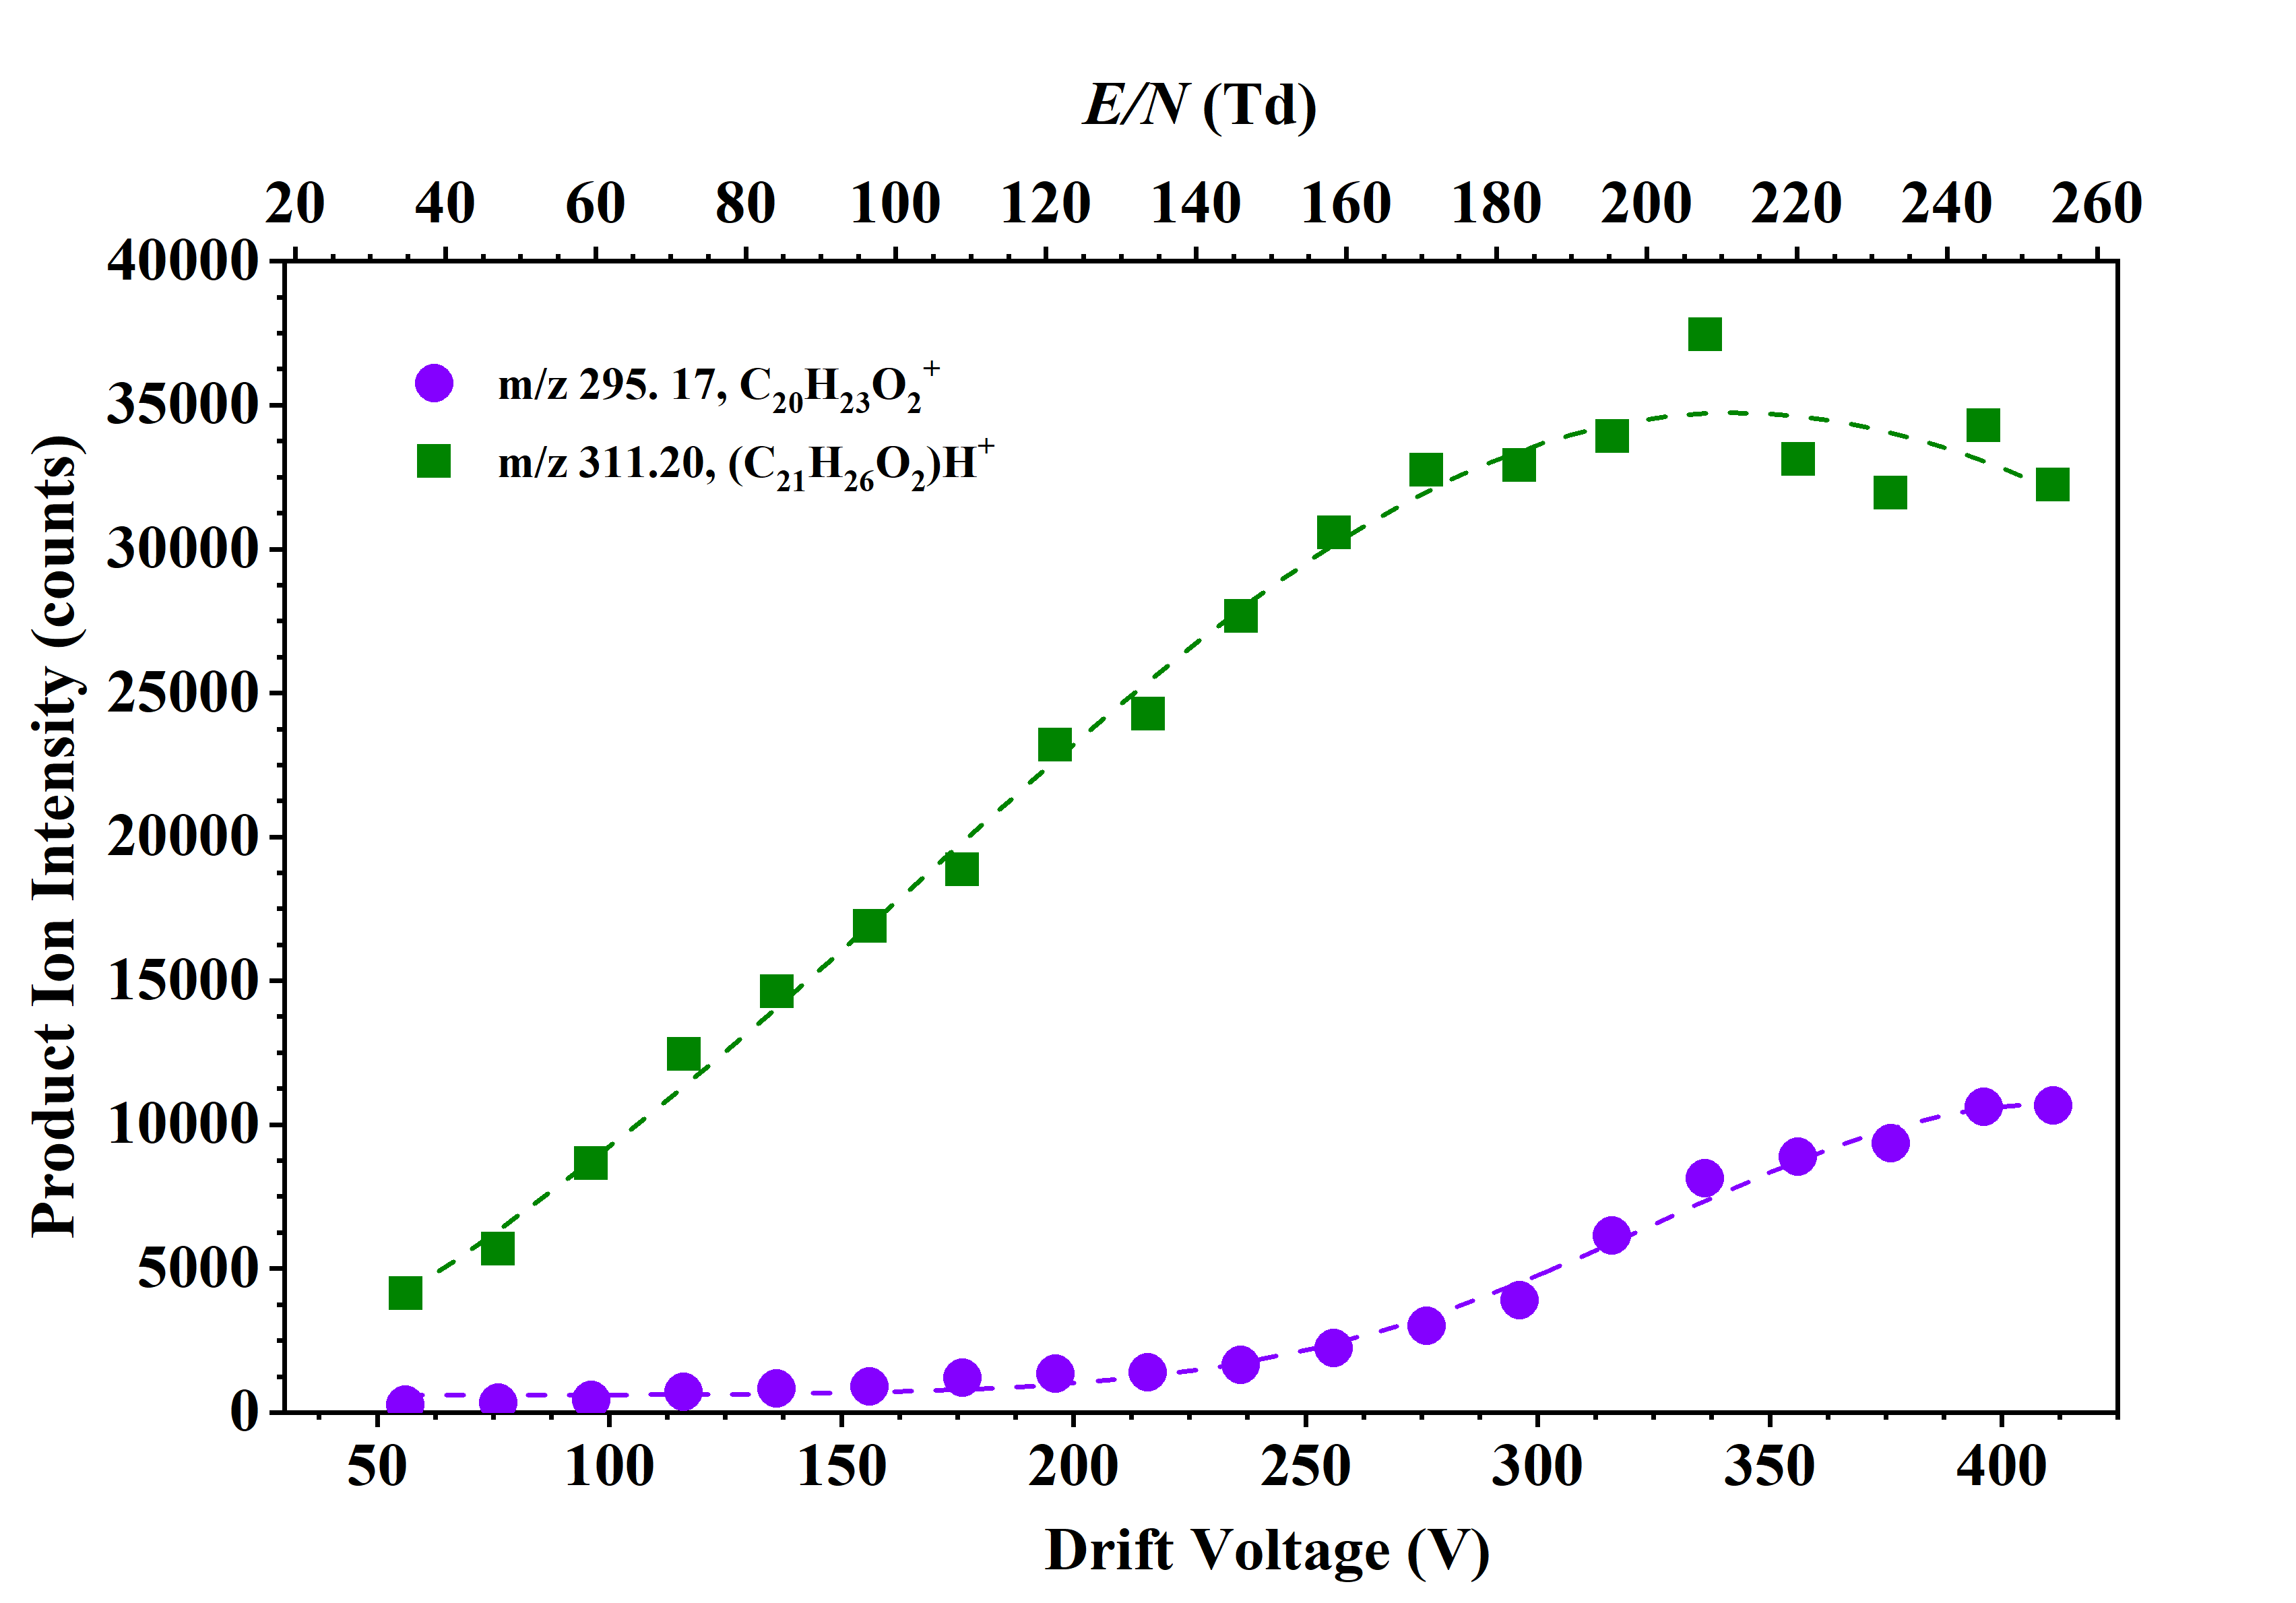 E/N (Td)
20 40 60 80 100 120 140 160 180 200 220 240 260
40000
35000
30000
25000
20000
15000
10000
5000
0
Product Ion Intensity (counts)
m/z 295. 17, C₂₀H₂₃O₂⁺
m/z 311.20, (C₂₁H₂₆O₂)H⁺
50 100 150 200 250 300 350 400
Drift Voltage (V)